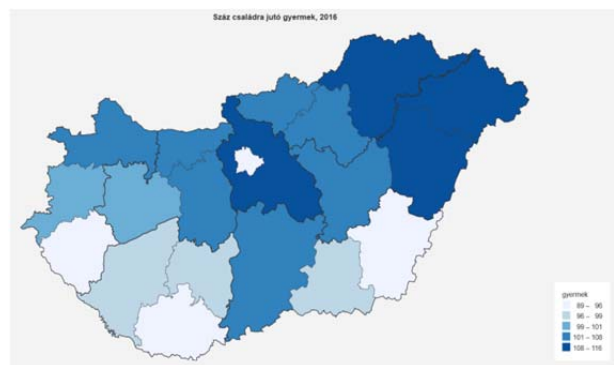 Száz családra jutó gyermek, 2016
gyermek
89 – 96
96 – 99
99 – 101
101 – 108
108 – 116